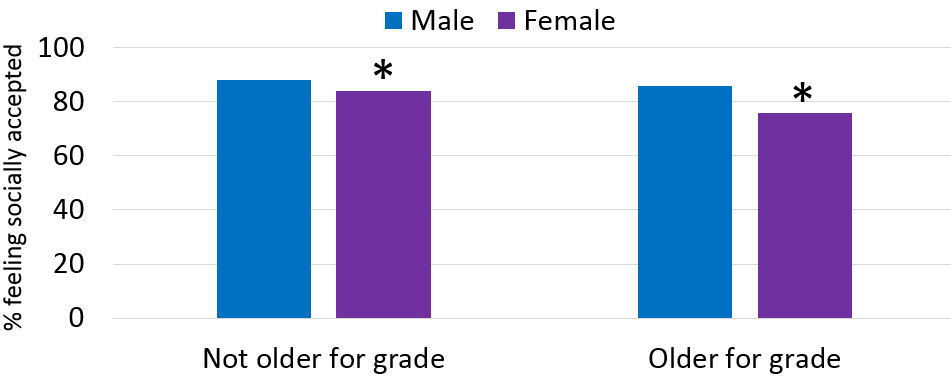 Male Female
% feeling socially accepted
100
80
60
40
20
0
*
*
Not older for grade
Older for grade